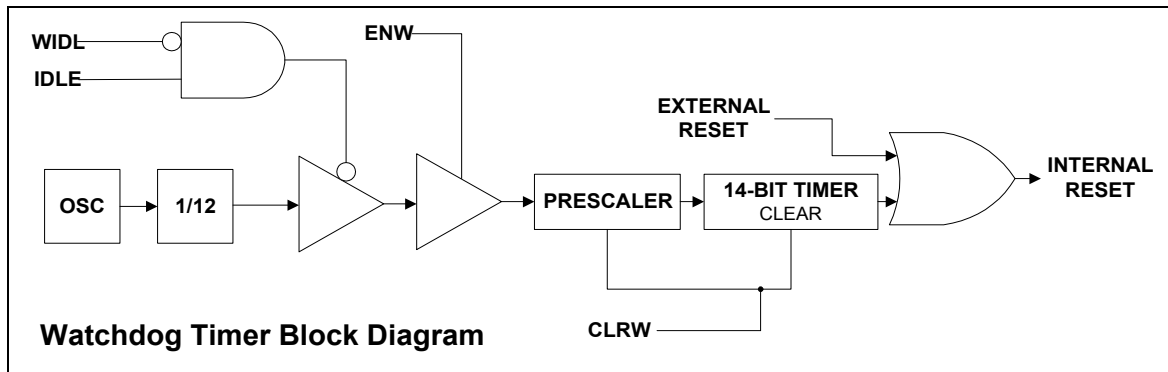 WIDL
IDLE
ENW
EXTERNAL
RESET
INTERNAL
RESET
OSC
1/12
PRESCALER
14-BIT TIMER
CLEAR
CLRW
Watchdog Timer Block Diagram